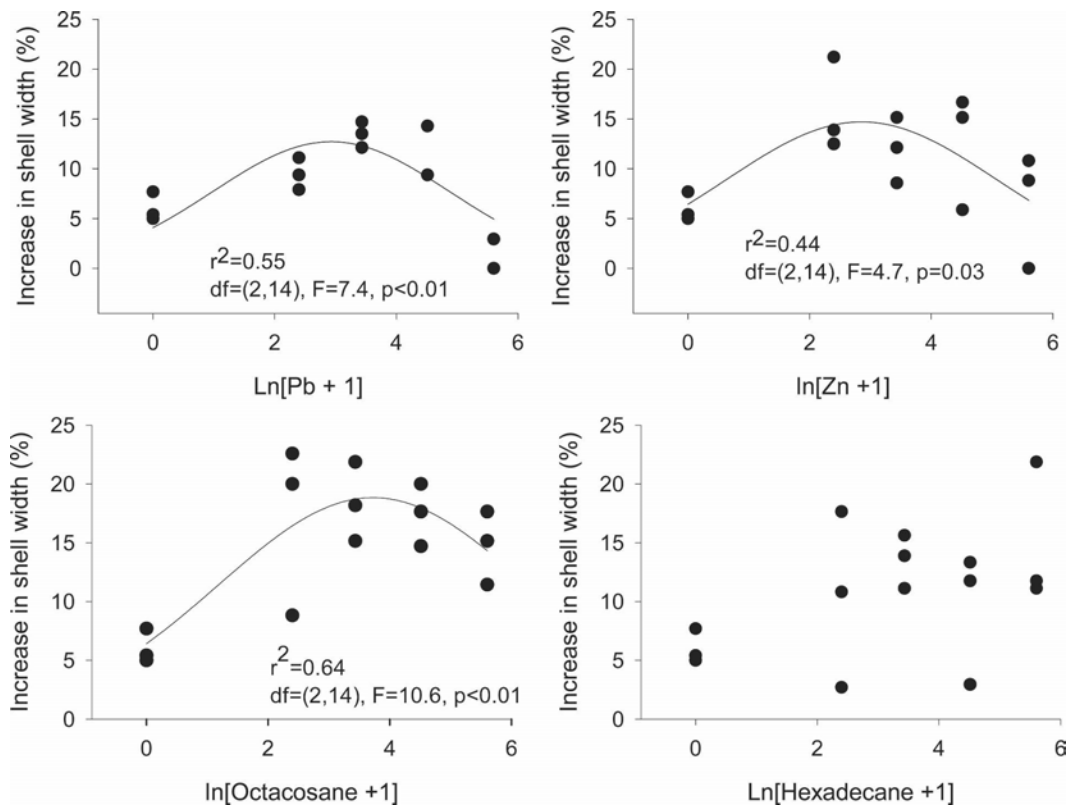 Increase in shell width (%)
25
20
15
10
5
0
r²=0.55
df=(2,14), F=7.4, p<0.01
0 2 4 6
Ln[Pb + 1]
Increase in shell width (%)
25
20
15
10
5
0
r²=0.44
df=(2,14), F=4.7, p=0.03
0 2 4 6
ln[Zn +1]
Increase in shell width (%)
25
20
15
10
5
0
r²=0.64
df=(2,14), F=10.6, p<0.01
0 2 4 6
ln[Octacosane +1]
Increase in shell width (%)
25
20
15
10
5
0
0 2 4 6
Ln[Hexadecane +1]